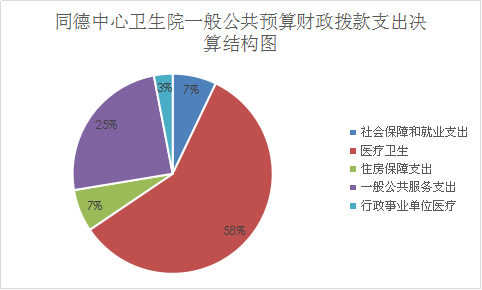 同德中心卫生院一般公共预算财政拨款支出决
算结构图
3%
7%
25%
7%
58%
社会保障和就业支出
医疗卫生
住房保障支出
一般公共服务支出
行政事业单位医疗